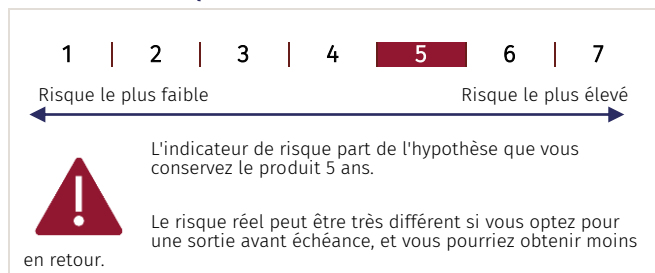 1 | 2 | 3 | 4 5 6 | 7
Risque le plus faible Risque le plus élevé
L'indicateur de risque part de l'hypothèse que vous
conservez le produit 5 ans.
Le risque réel peut être très différent si vous optez pour
une sortie avant échéance, et vous pourriez obtenir moins
en retour.